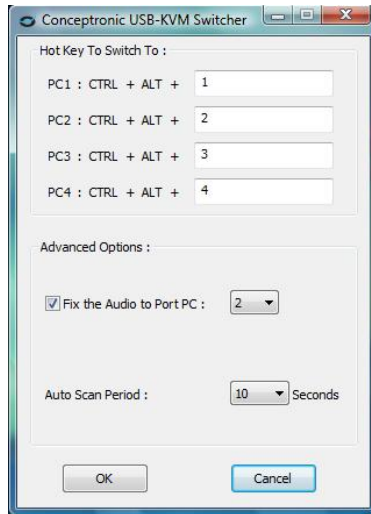 Conceptronic USB-KVM Switcher
Hot Key To Switch To :
PC1 : CTRL + ALT + 1
PC2 : CTRL + ALT + 2
PC3 : CTRL + ALT + 3
PC4 : CTRL + ALT + 4
Advanced Options :
Fix the Audio to Port PC : 2
Auto Scan Period : 10 Seconds
OK Cancel